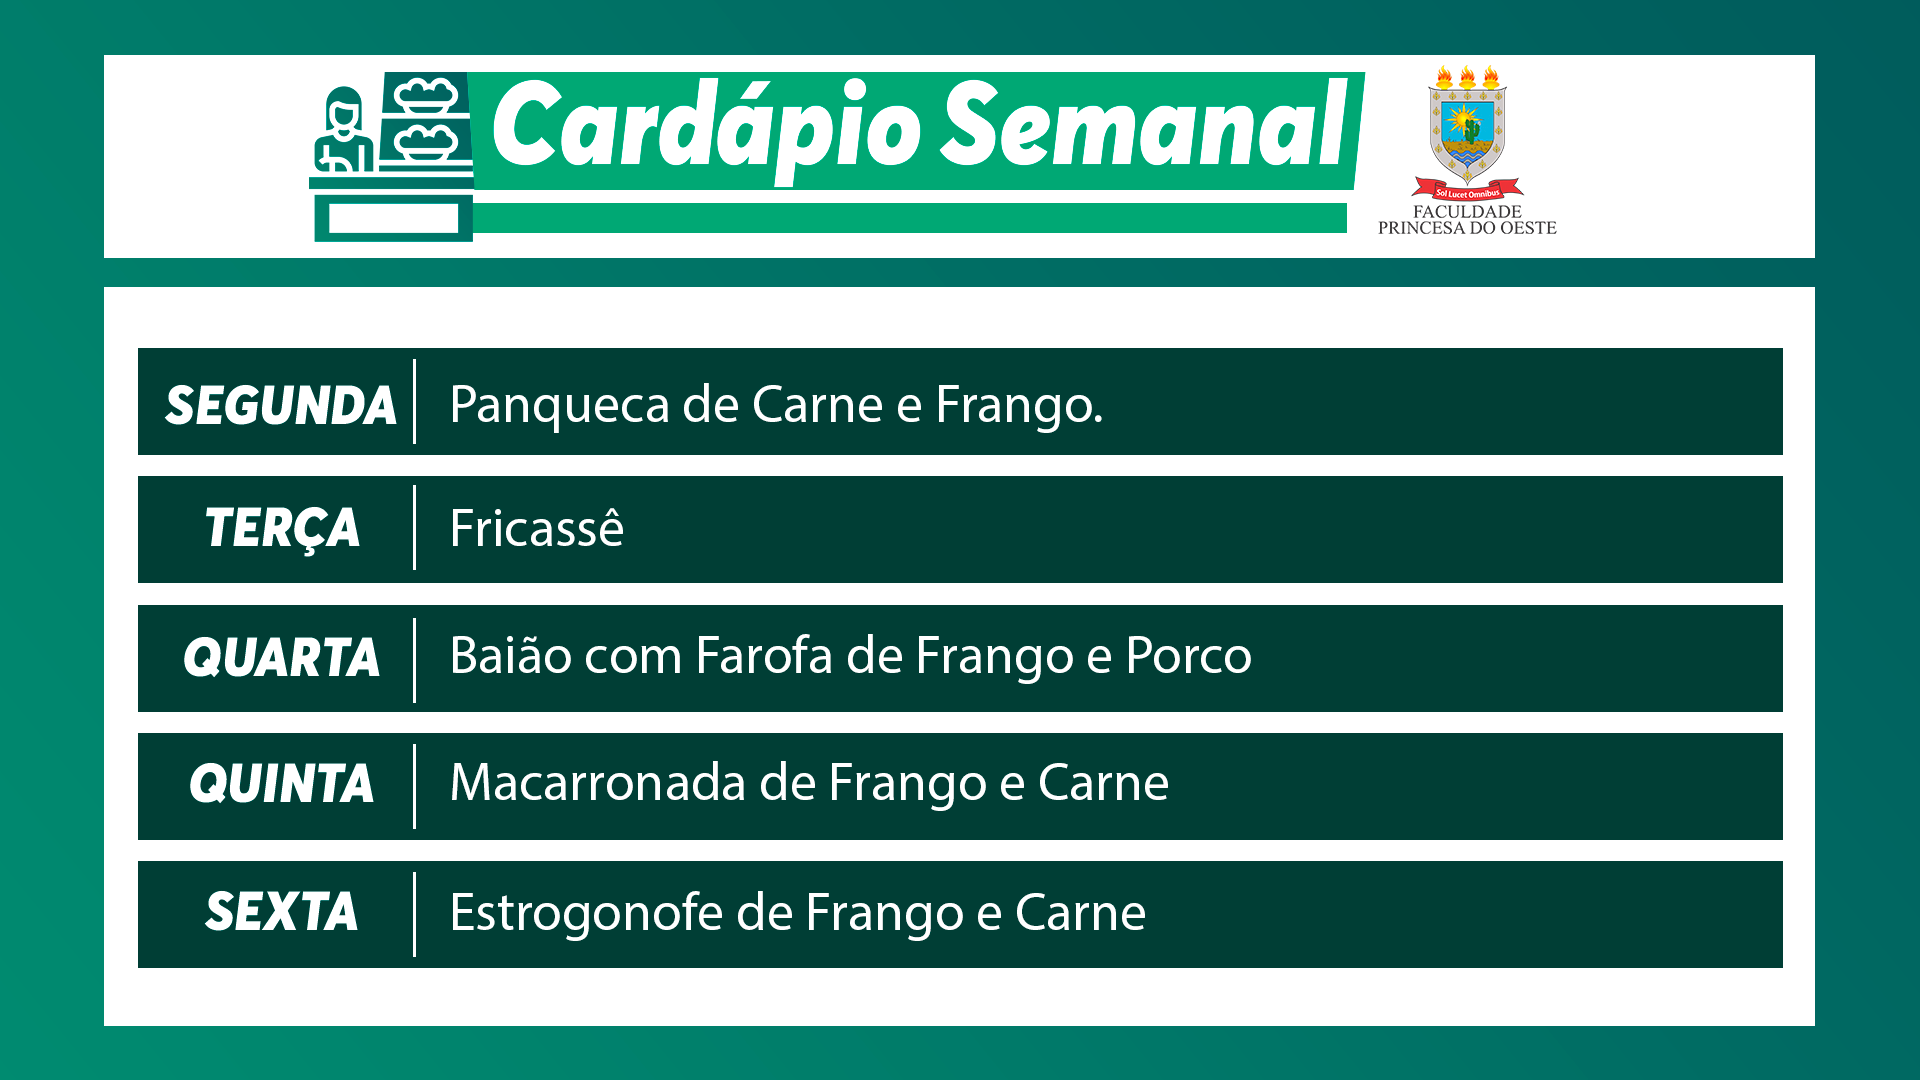 Cardápio Semanal
Sol Lucet Omnibus
FACULDADE
PRINCESA DO OESTE
SEGUNDA Panqueca de Carne e Frango.
TERÇA Fricassê
QUARTA Baião com Farofa de Frango e Porco
QUINTA Macarronada de Frango e Carne
SEXTA Estrogonofe de Frango e Carne